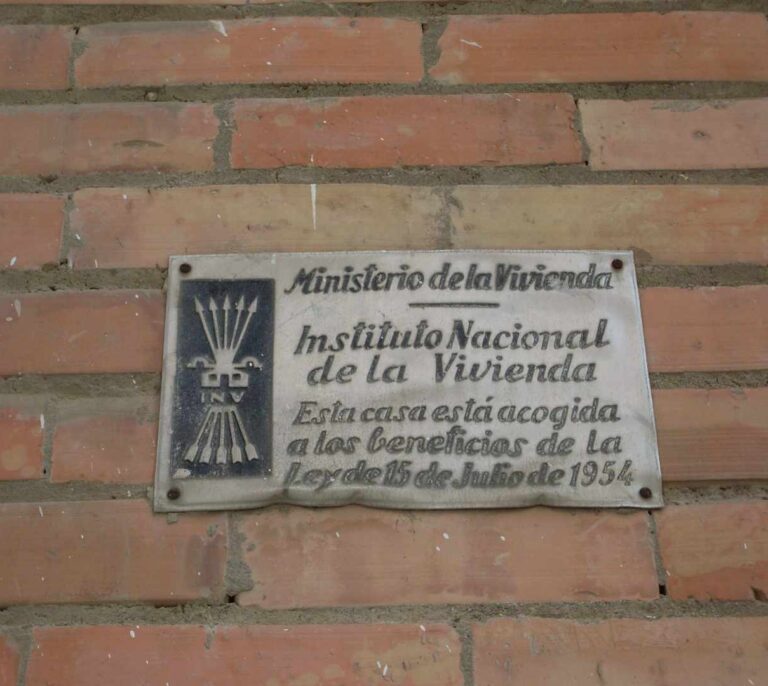 Ministerio de la Vivienda
Instituto Nacional
de la Vivienda
INV
Esta casa está acogida
a los beneficios de la
Ley de 15 de Julio de 1954